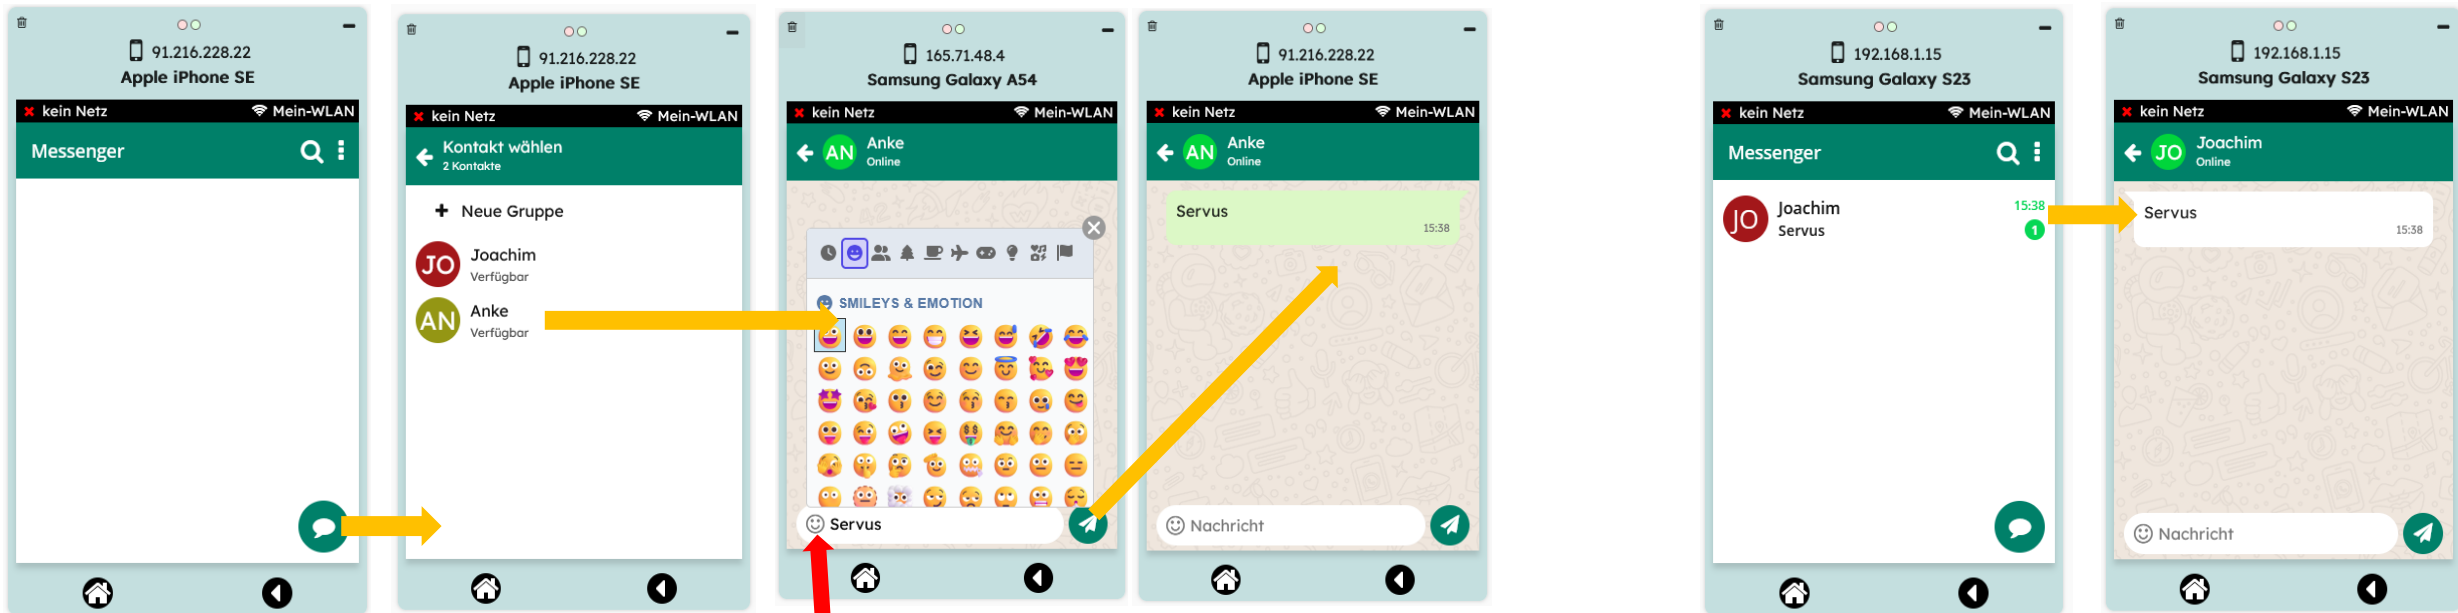 91.216.228.22
Apple iPhone SE
kein Netz Mein-WLAN
Messenger
91.216.228.22
Apple iPhone SE
kein Netz Mein-WLAN
Kontakt wählen
2 Kontakte
Neue Gruppe
JO Joachim
Verfügbar
AN Anke
Verfügbar
165.71.48.4
Samsung Galaxy A54
kein Netz Mein-WLAN
AN Anke
Online
SMILEYS & EMOTION
Servus
91.216.228.22
Apple iPhone SE
kein Netz Mein-WLAN
AN Anke
Online
Servus
15:38
Nachricht
192.168.1.15
Samsung Galaxy S23
kein Netz Mein-WLAN
Messenger
JO Joachim 15:38
Servus 1
192.168.1.15
Samsung Galaxy S23
kein Netz Mein-WLAN
JO Joachim
Online
Servus
15:38
Nachricht